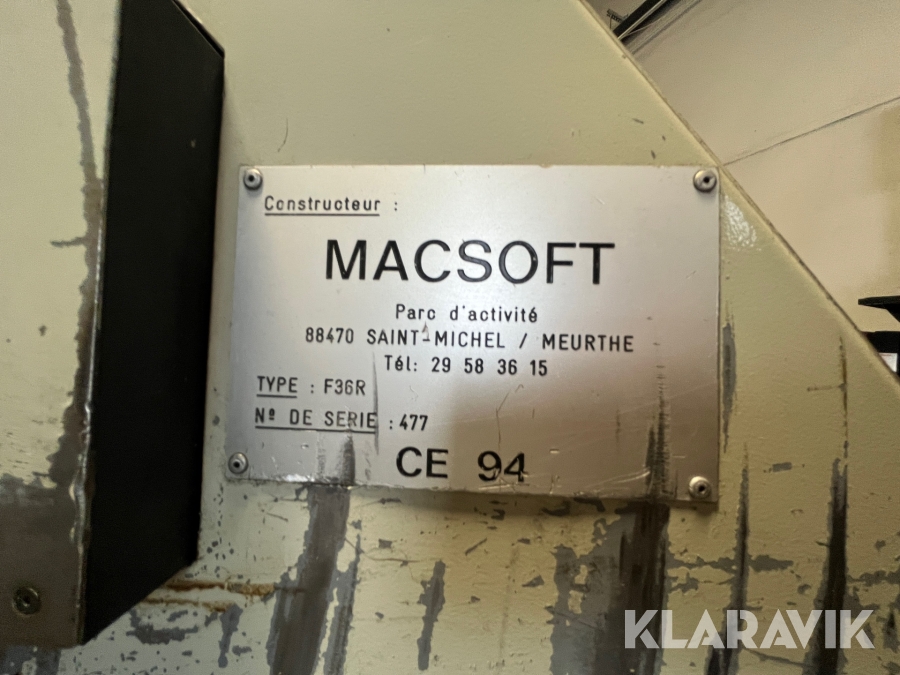 Constructeur :
MACSOFT
Parc d'activité
88470 SAINT-MICHEL / MEURTHE
Tél: 29 58 36 15
TYPE : F36R
Nº DE SERIE : 477
CE 94
KLARAVIK